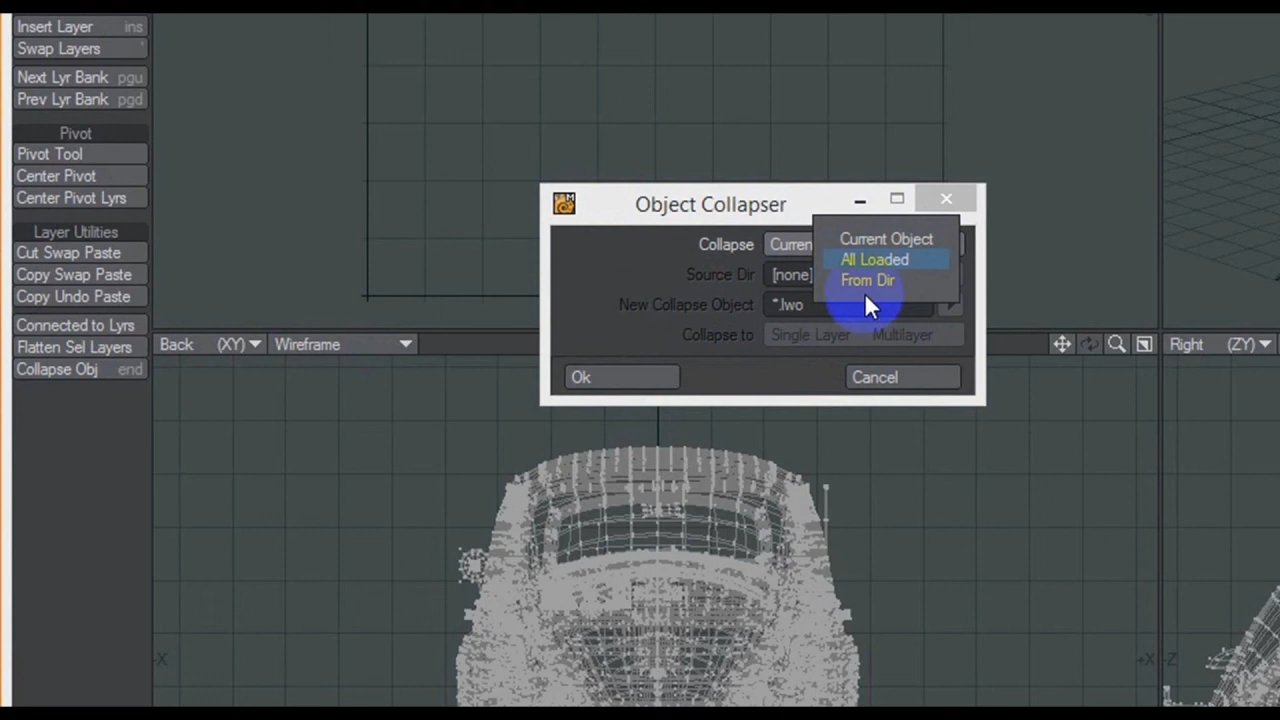 Insert Layer ins
Swap Layers '
Next Lyr Bank pgu
Prev Lyr Bank pgd
Pivot
Pivot Tool
Center Pivot
Center Pivot Lyrs
Layer Utilities
Cut Swap Paste
Copy Swap Paste
Copy Undo Paste
Connected to Lyrs
Flatten Sel Layers
Collapse Obj end
Object Collapser
Collapse Curren
Current Object
All Loaded
From Dir
Source Dir [none]
New Collapse Object *.lwo
Collapse to Single Layer Multilayer
Ok Cancel
Back (XY) Wireframe
Right (ZY)
-X +X -Z